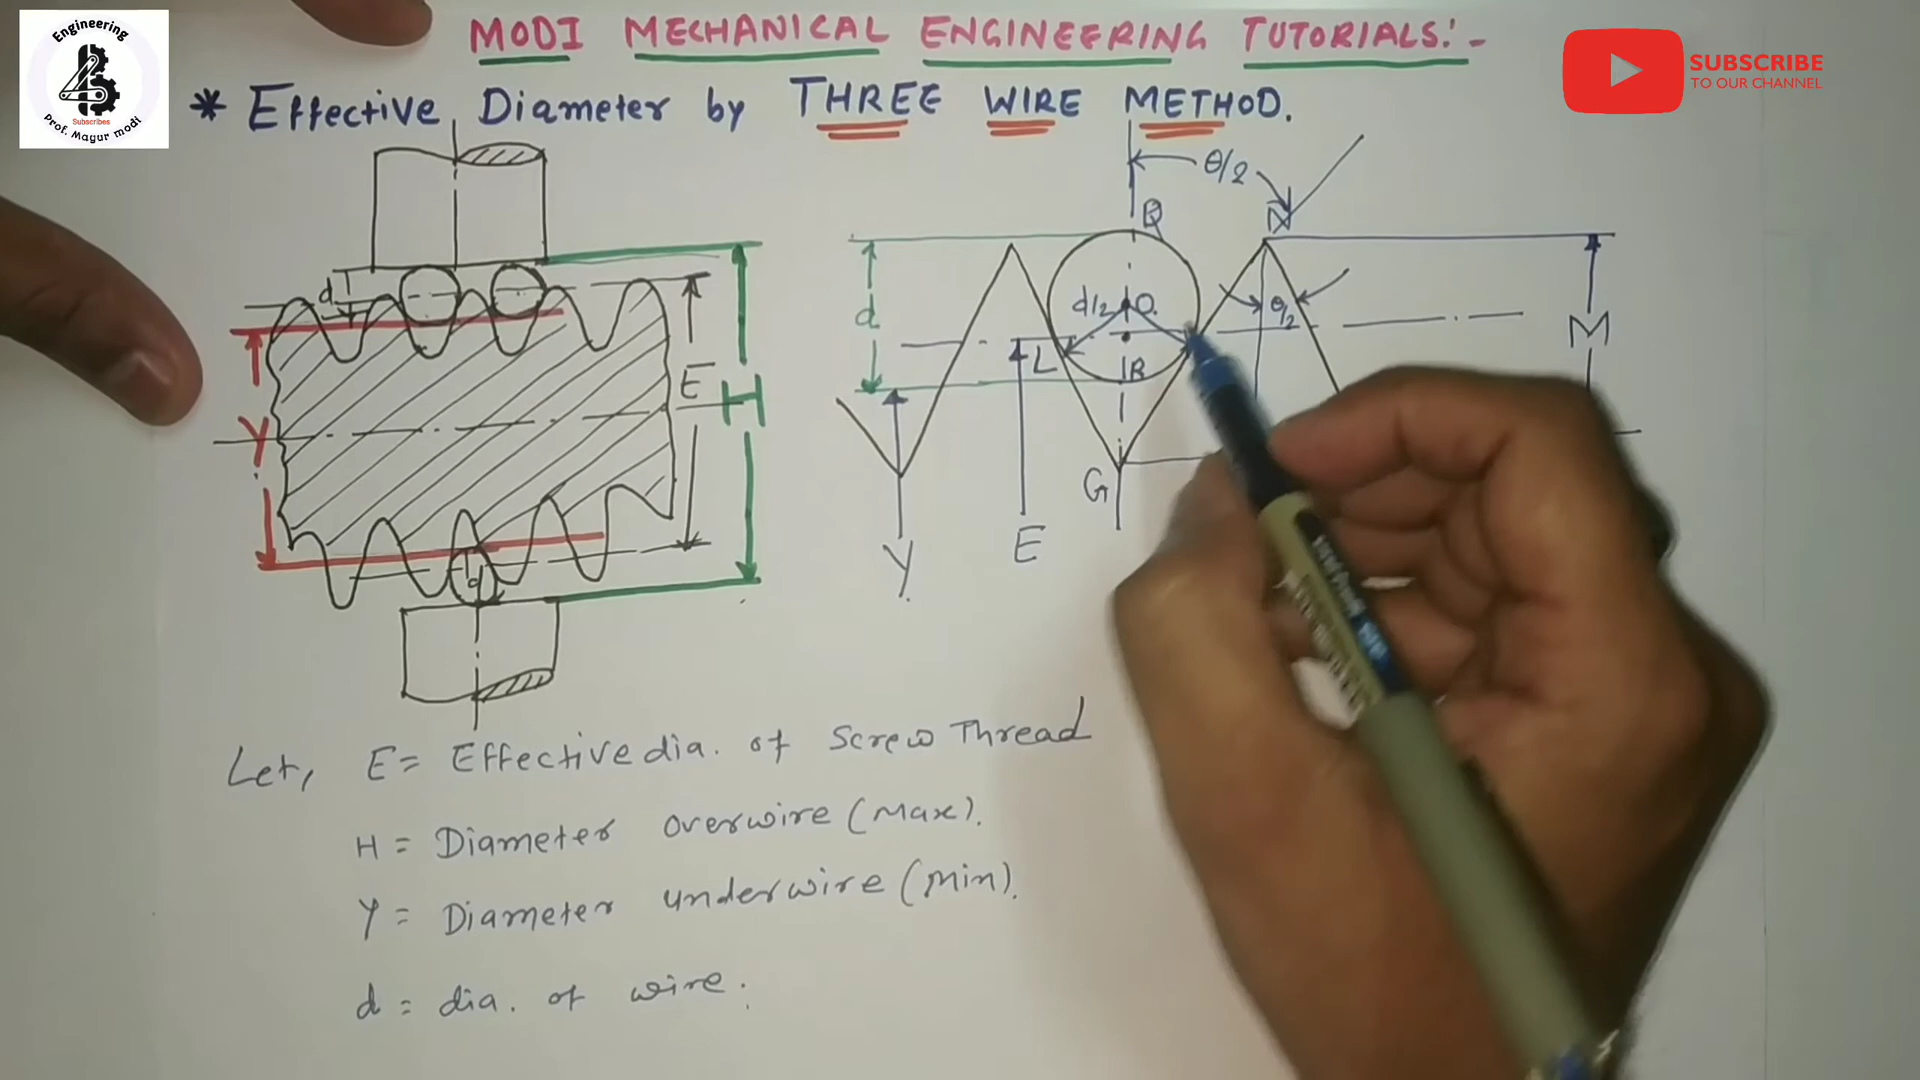 Engineering
Subscribes
Prof. Mayur modi
MODI MECHANICAL ENGINEERING TUTORIALS:-
SUBSCRIBE
TO OUR CHANNEL
* Effective Diameter by THREE WIRE METHOD.
θ/2
d
Y
E
H
d
Q
d
d/2
O
L
R
G
Y
E
θ/2
M
Let, E = Effective dia. of Screw Thread
H = Diameter overwire (Max).
Y = Diameter underwire (Min).
d = dia. of wire.